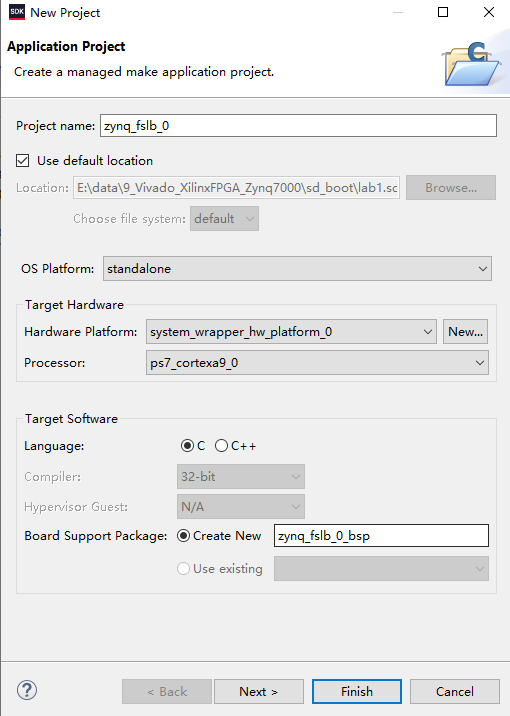 SDK New Project
Application Project
Create a managed make application project.
Project name: zynq_fslb_0
Use default location
Location: E:\data\9_Vivado_XilinxFPGA_Zynq7000\sd_boot\lab1.sc Browse...
Choose file system: default
OS Platform: standalone
Target Hardware
Hardware Platform: system_wrapper_hw_platform_0 New...
Processor: ps7_cortexa9_0
Target Software
Language: C C++
Compiler: 32-bit
Hypervisor Guest: N/A
Board Support Package: Create New zynq_fslb_0_bsp
Use existing
? < Back Next > Finish Cancel